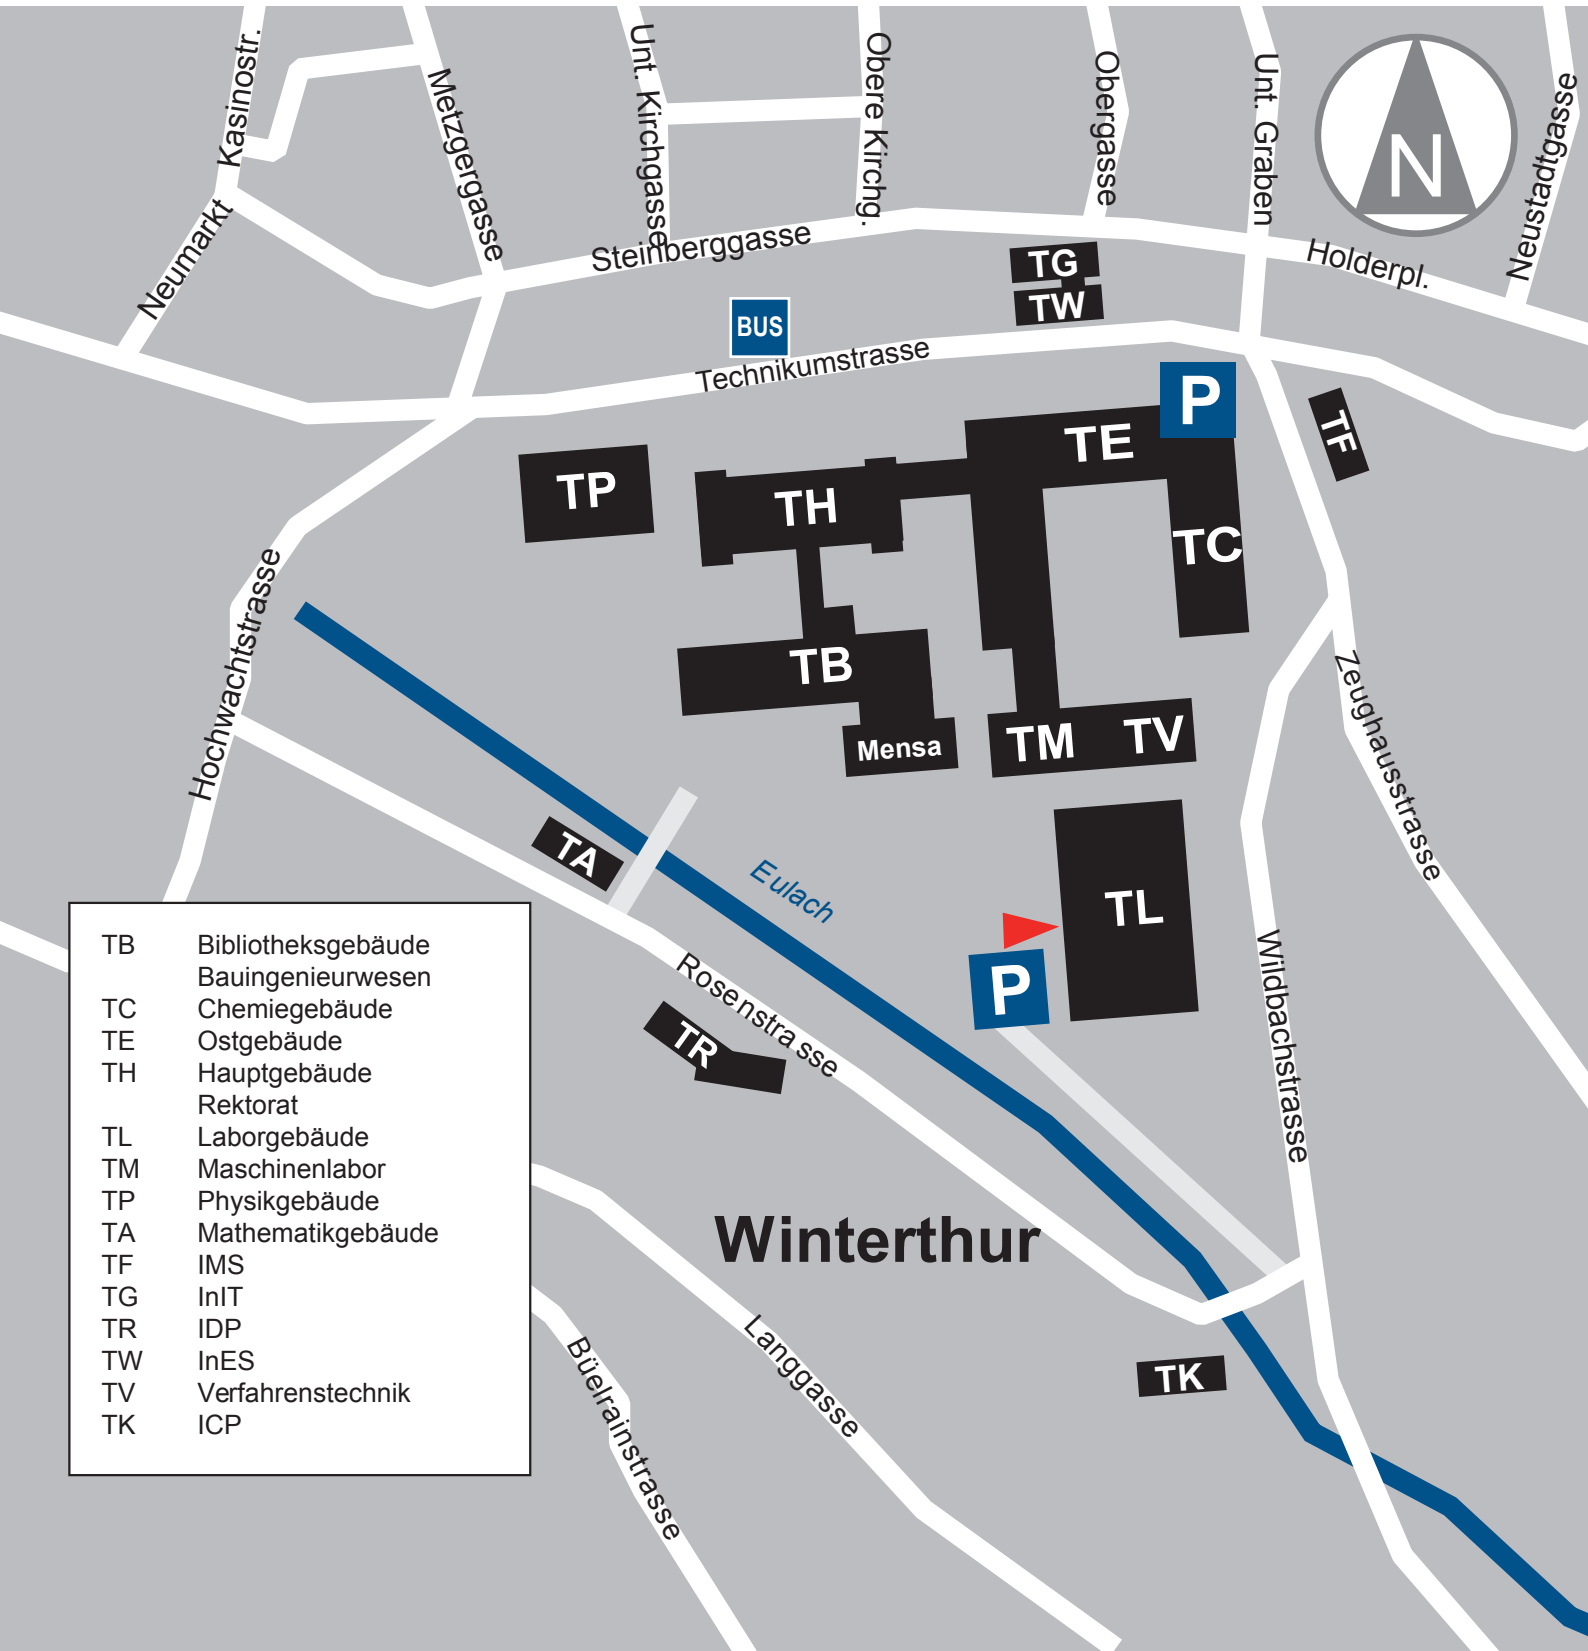 Kasinostr.
Metzgergasse
Unt. Kirchgasse
Obere Kirchg.
Obergasse
Unt. Graben
Neustadtgasse
N
Neumarkt
Steinberggasse
Holderpl.
TG
TW
BUS
Technikumstrasse
P
TF
TE
TP
TH
TC
Hochwachtstrasse
TB
Zeughausstrasse
Mensa
TM TV
TA
Eulach
TL
P
Rosenstrasse
TR
Wildbachstrasse
TB Bibliotheksgebäude
Bauingenieurwesen
TC Chemiegebäude
TE Ostgebäude
TH Hauptgebäude
Rektorat
TL Laborgebäude
TM Maschinenlabor
TP Physikgebäude
TA Mathematikgebäude
TF IMS
TG InIT
TR IDP
TW InES
TV Verfahrenstechnik
TK ICP
Winterthur
Langgasse
Büelrainstrasse
TK